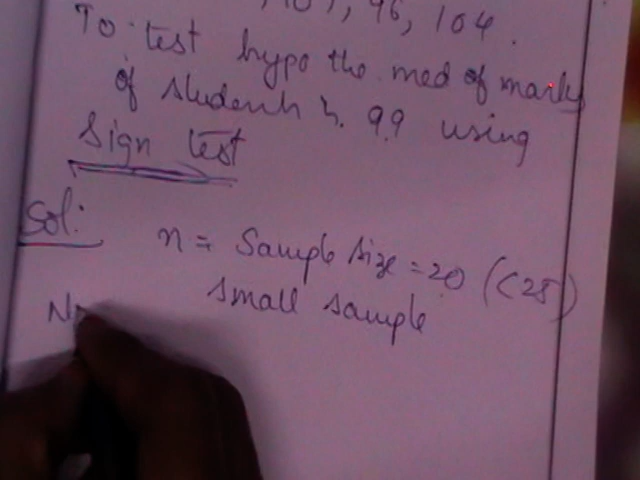 , 107, 96, 104.
To test hypo the med of marks
of students is 99 using
Sign test
Sol:
n = Sample size = 20 (<25)
small sample
N